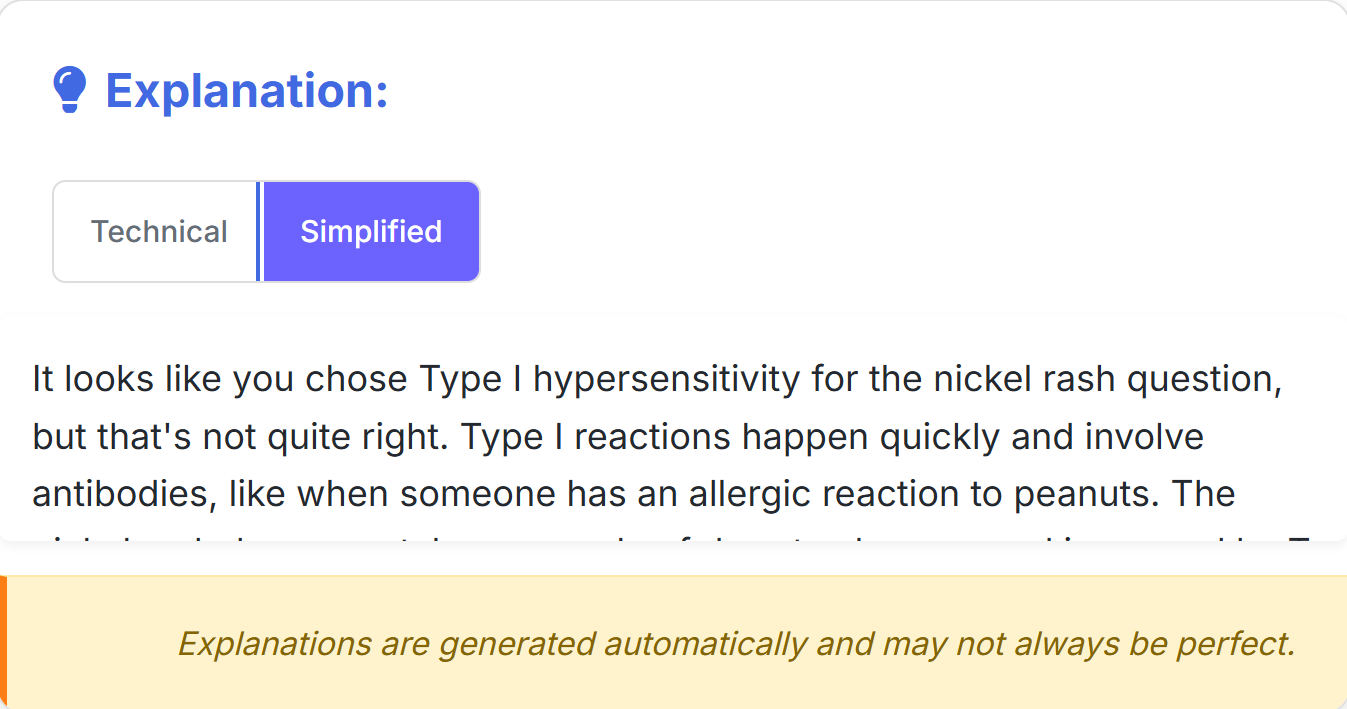 Explanation:
Technical
Simplified
It looks like you chose Type I hypersensitivity for the nickel rash question,
but that's not quite right. Type I reactions happen quickly and involve
antibodies, like when someone has an allergic reaction to peanuts. The
Explanations are generated automatically and may not always be perfect.